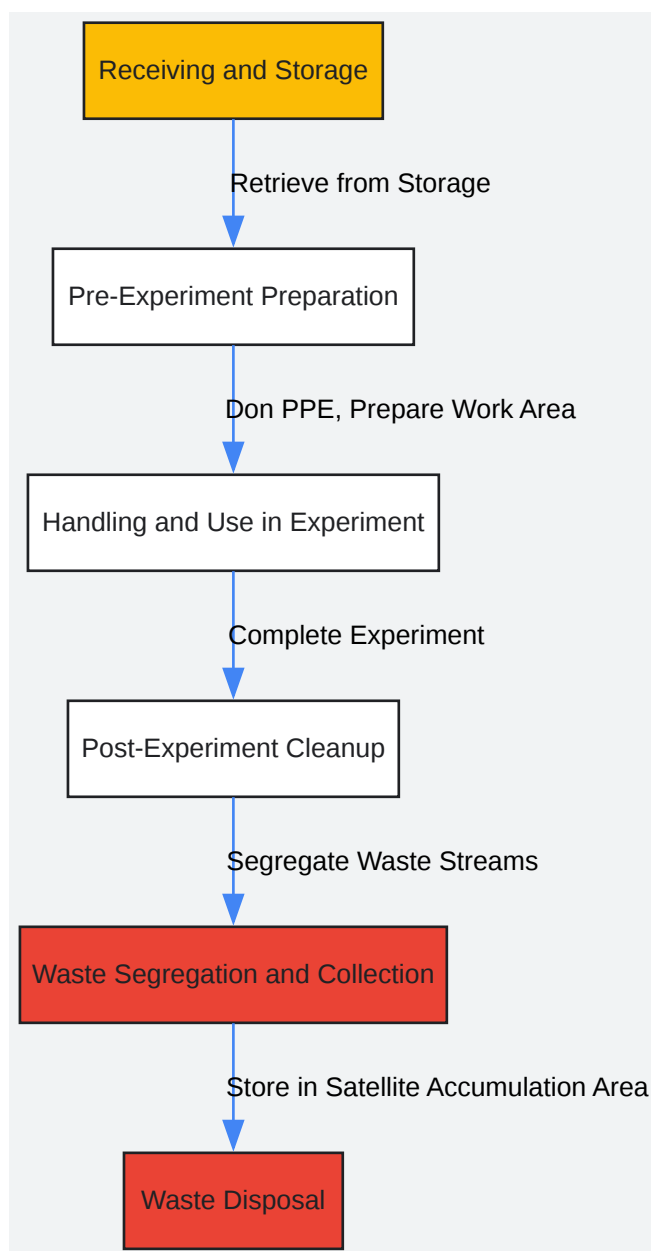 Receiving and Storage
Retrieve from Storage
Pre-Experiment Preparation
Don PPE, Prepare Work Area
Handling and Use in Experiment
Complete Experiment
Post-Experiment Cleanup
Segregate Waste Streams
Waste Segregation and Collection
Store in Satellite Accumulation Area
Waste Disposal